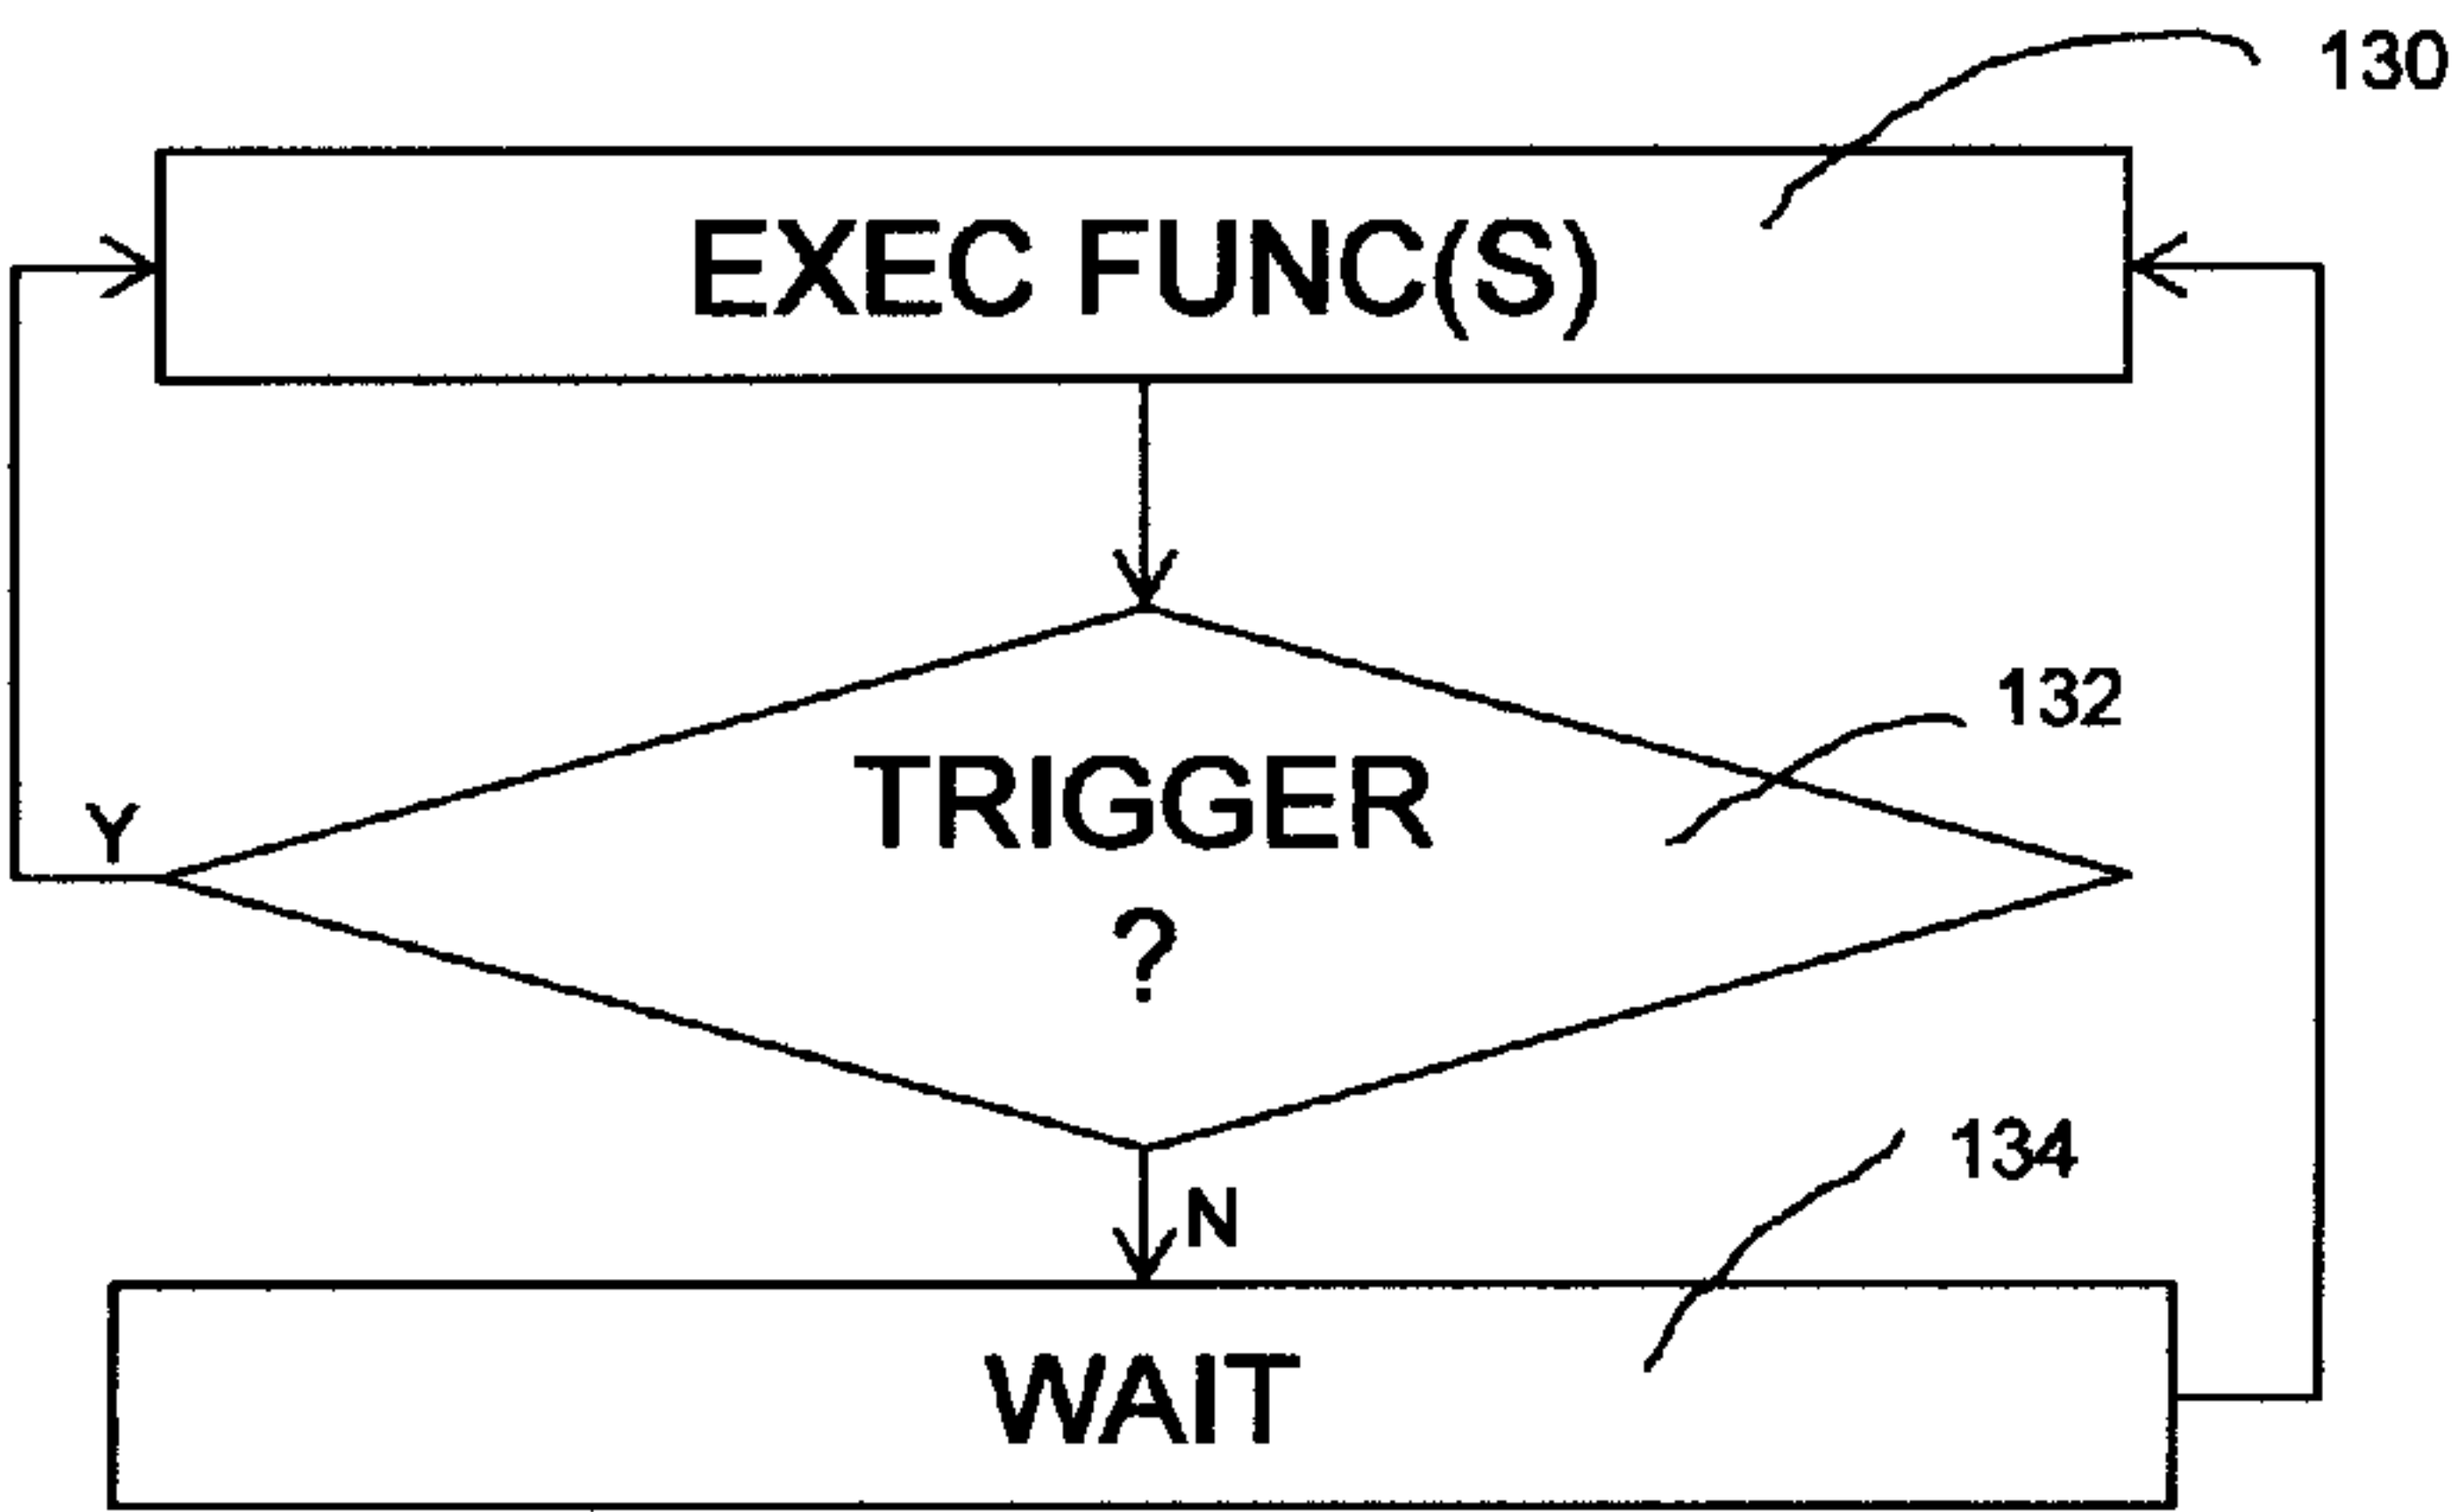 130
EXEC FUNC(S)
132
TRIGGER
?
Y
134
N
WAIT